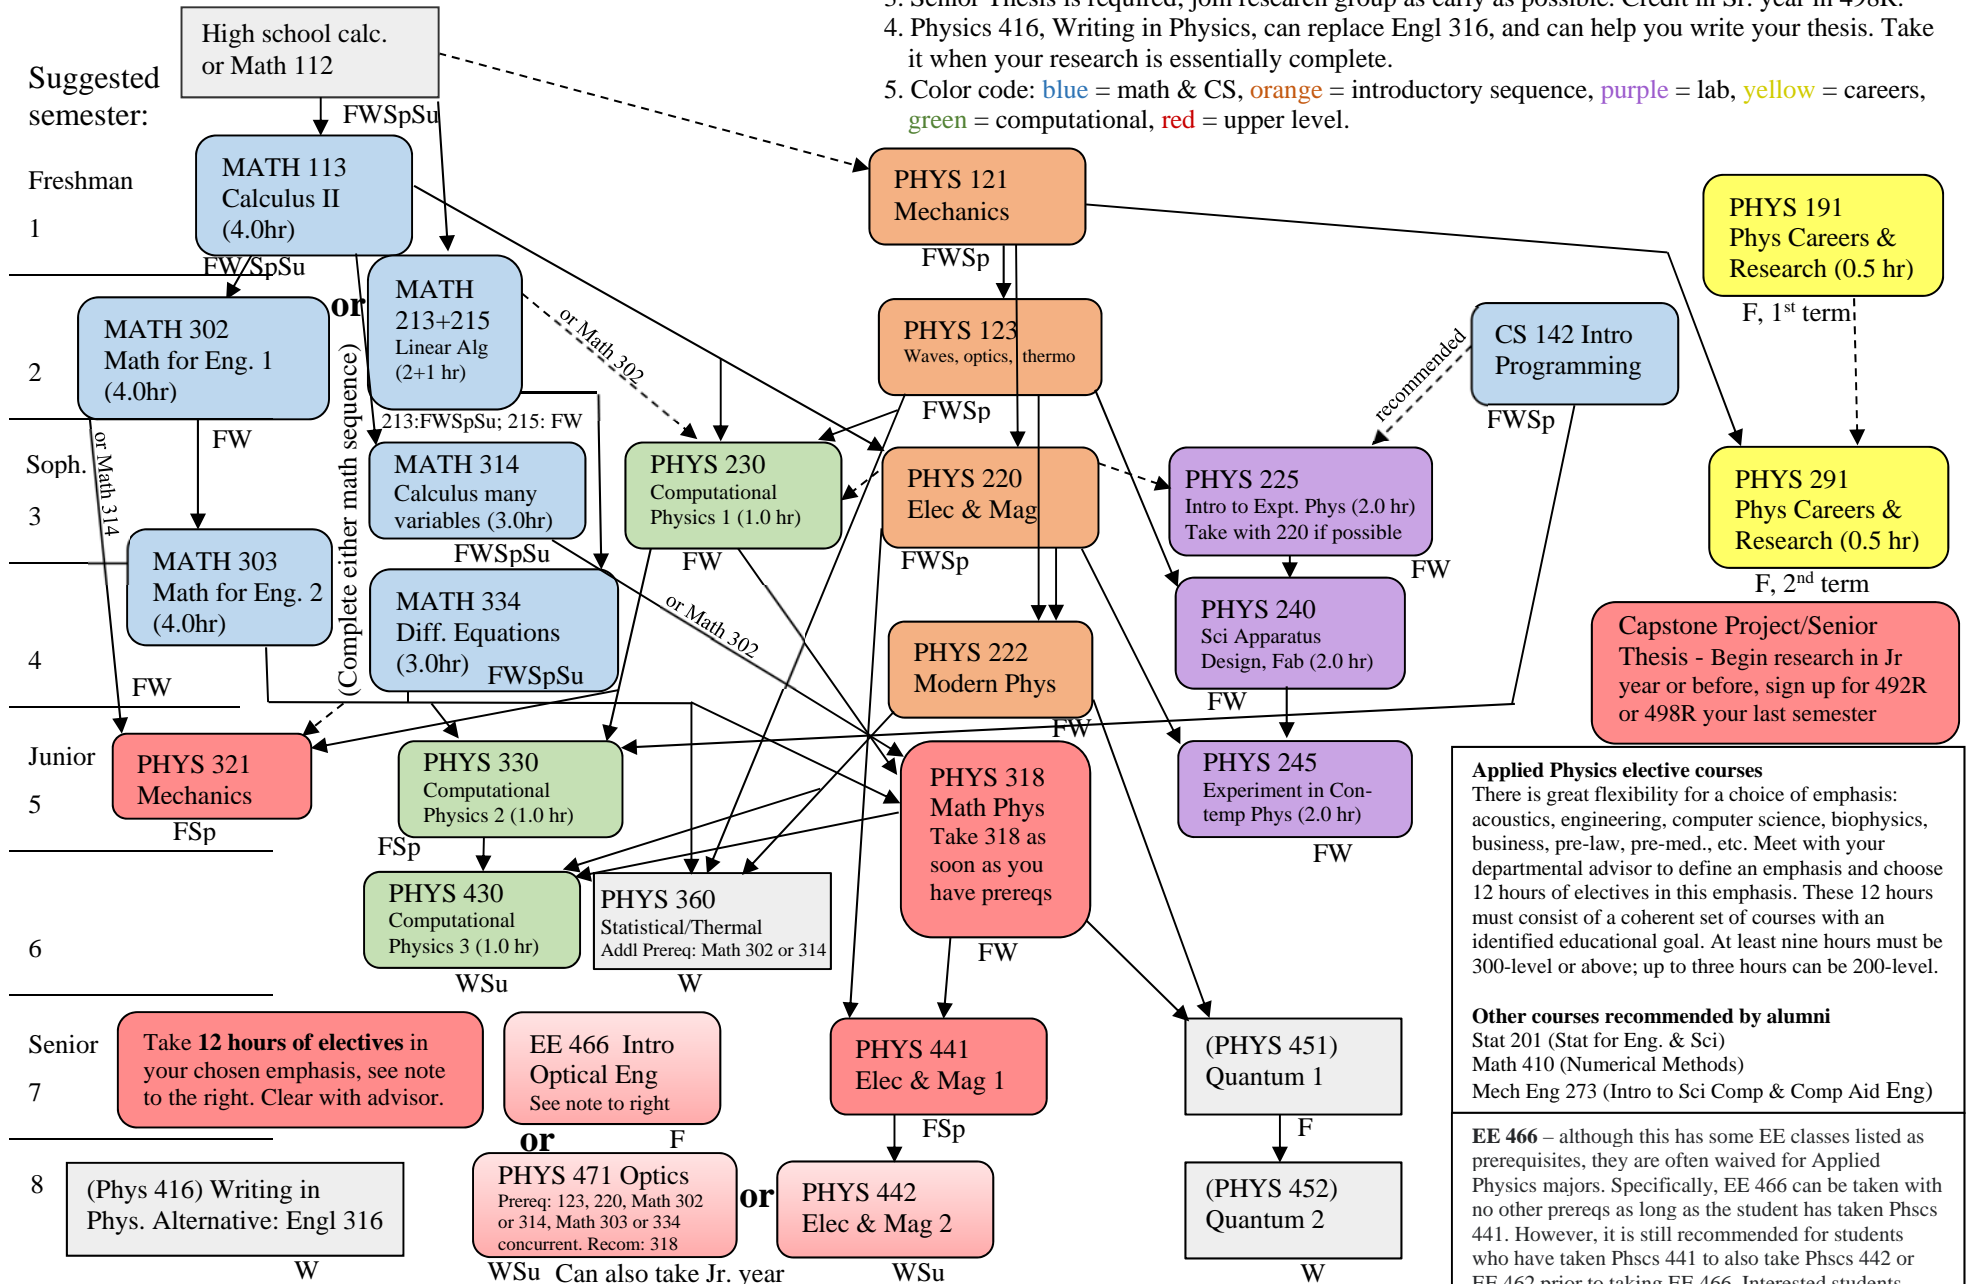 3. Senior Thesis is required, join research group as early as possible. Credit in Sr. year in 498R.
4. Physics 416, Writing in Physics, can replace Engl 316, and can help you write your thesis. Take
it when your research is essentially complete.
5. Color code: blue = math & CS, orange = introductory sequence, purple = lab, yellow = careers,
green = computational, red = upper level.
High school calc.
or Math 112
FWSpSu
Suggested
semester:
Freshman
1
MATH 113
Calculus II
(4.0hr)
FW SpSu
PHYS 121
Mechanics
FWSp
PHYS 191
Phys Careers &
Research (0.5 hr)
F, 1st term
2
MATH 302
Math for Eng. 1
(4.0hr)
FW
or
MATH
213+215
Linear Alg
(2+1 hr)
213:FWSpSu; 215: FW
or Math 302
(Complete either math sequence)
PHYS 123
Waves, optics, thermo
FWSp
recommended
CS 142 Intro
Programming
FWSp
Soph.
3
or Math 314
MATH 314
Calculus many
variables (3.0hr)
FWSpSu
PHYS 230
Computational
Physics 1 (1.0 hr)
FW
PHYS 220
Elec & Mag
FWSp
PHYS 225
Intro to Expt. Phys (2.0 hr)
Take with 220 if possible
FW
PHYS 291
Phys Careers &
Research (0.5 hr)
F, 2nd term
4
MATH 303
Math for Eng. 2
(4.0hr)
FW
MATH 334
Diff. Equations
(3.0hr)
FWSpSu
or Math 302
PHYS 222
Modern Phys
FW
PHYS 240
Sci Apparatus
Design, Fab (2.0 hr)
FW
Capstone Project/Senior
Thesis - Begin research in Jr
year or before, sign up for 492R
or 498R your last semester
Junior
5
PHYS 321
Mechanics
FSp
PHYS 330
Computational
Physics 2 (1.0 hr)
FSp
PHYS 318
Math Phys
Take 318 as
soon as you
have prereqs
FW
PHYS 245
Experiment in Con-
temp Phys (2.0 hr)
FW
6
PHYS 430
Computational
Physics 3 (1.0 hr)
WSu
PHYS 360
Statistical/Thermal
Addl Prereq: Math 302 or 314
W
Applied Physics elective courses
There is great flexibility for a choice of emphasis:
acoustics, engineering, computer science, biophysics,
business, pre-law, pre-med., etc. Meet with your
departmental advisor to define an emphasis and choose
12 hours of electives in this emphasis. These 12 hours
must consist of a coherent set of courses with an
identified educational goal. At least nine hours must be
300-level or above; up to three hours can be 200-level.
Other courses recommended by alumni
Stat 201 (Stat for Eng. & Sci)
Math 410 (Numerical Methods)
Mech Eng 273 (Intro to Sci Comp & Comp Aid Eng)
Senior
7
Take 12 hours of electives in
your chosen emphasis, see note
to the right. Clear with advisor.
EE 466 Intro
Optical Eng
See note to right
F
PHYS 441
Elec & Mag 1
FSp
(PHYS 451)
Quantum 1
F
8
(Phys 416) Writing in
Phys. Alternative: Engl 316
W
or
PHYS 471 Optics
Prereq: 123, 220, Math 302
or 314, Math 303 or 334
concurrent. Recom: 318
WSu Can also take Jr. year
or
PHYS 442
Elec & Mag 2
WSu
(PHYS 452)
Quantum 2
W
EE 466 – although this has some EE classes listed as
prerequisites, they are often waived for Applied
Physics majors. Specifically, EE 466 can be taken with
no other prereqs as long as the student has taken Phscs
441. However, it is still recommended for students
who have taken Phscs 441 to also take Phscs 442 or
EE 462 prior to taking EE 466. Interested students